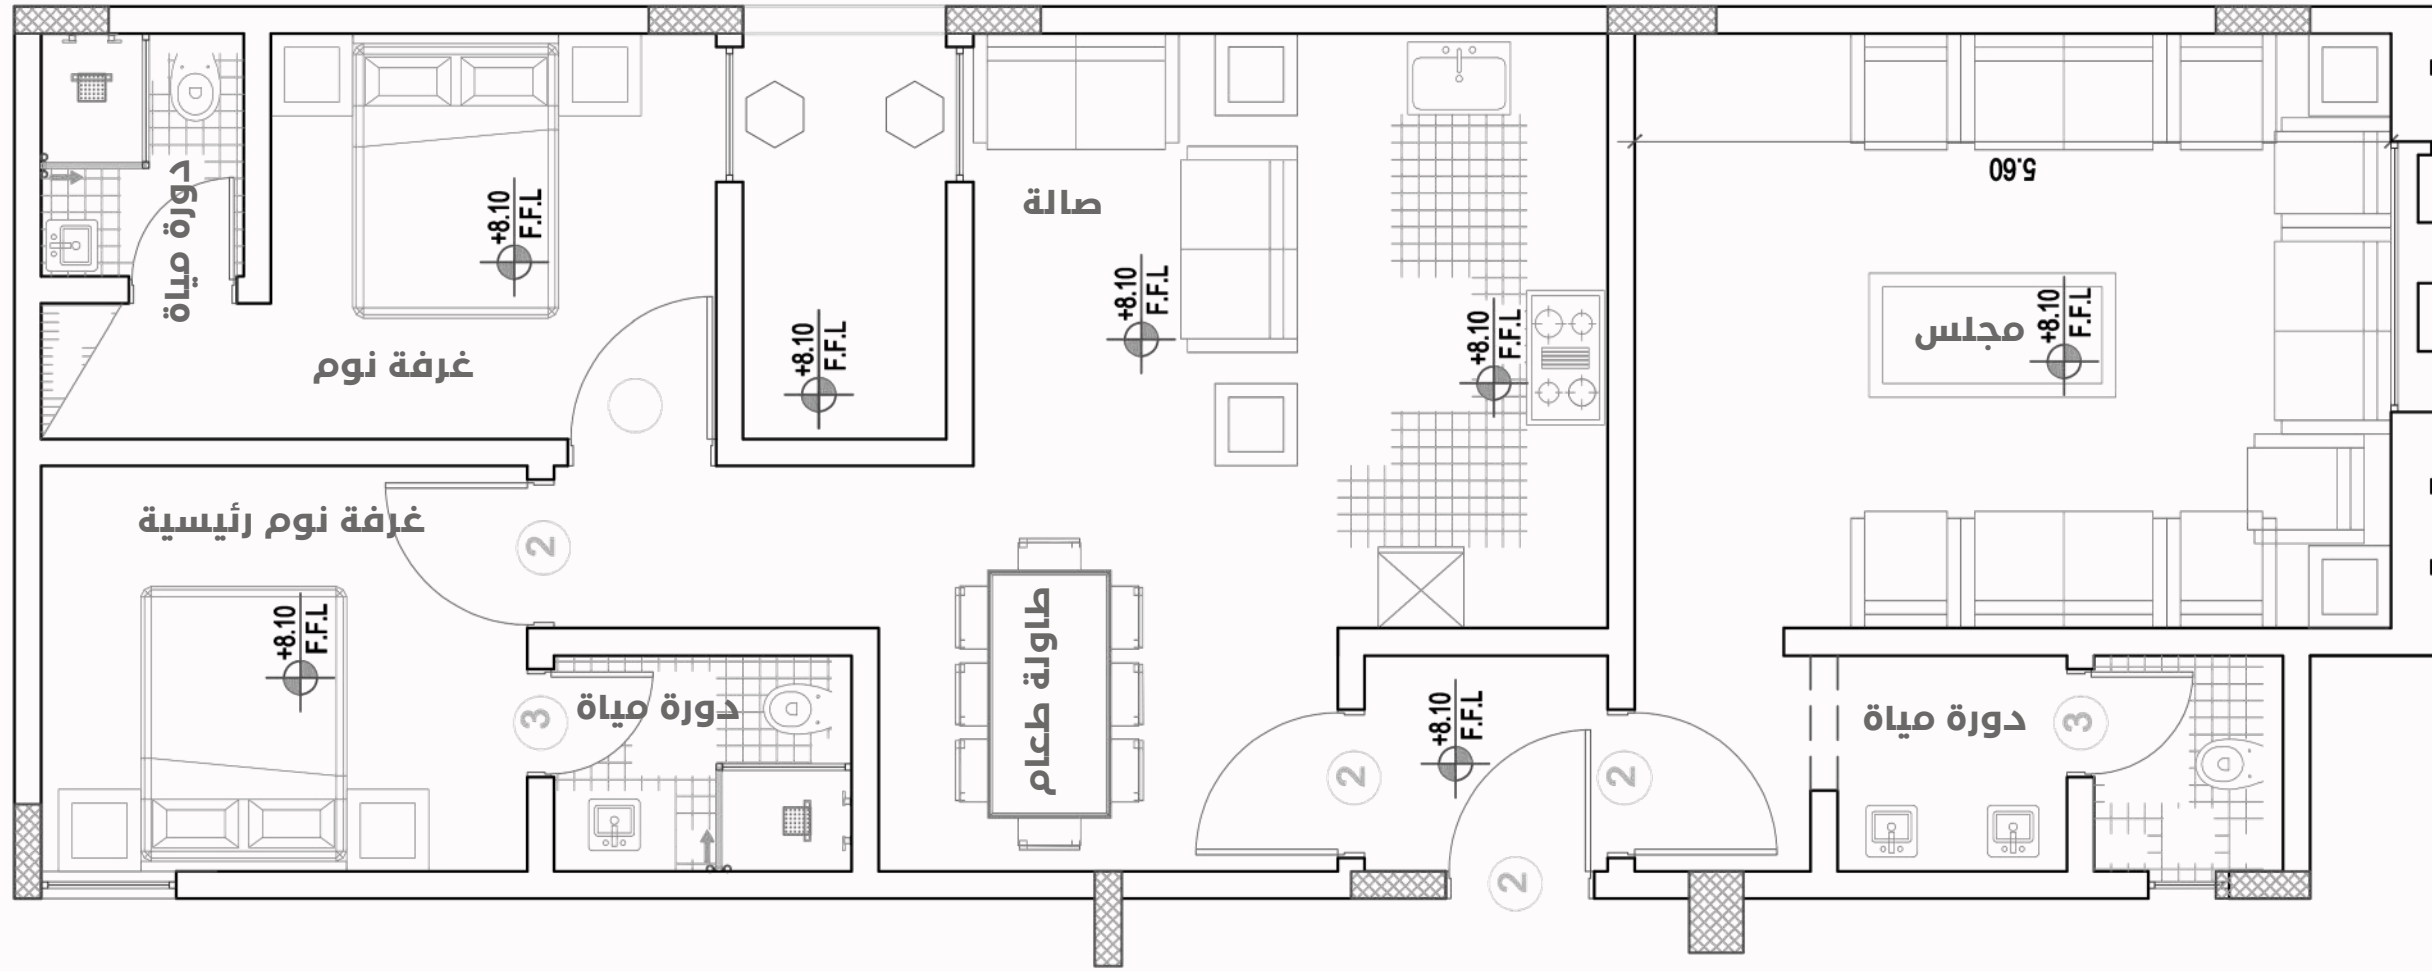 دورة مياة
+8.10
F.F.L
غرفة نوم
+8.10
F.F.L
صالة
+8.10
F.F.L
+8.10
F.F.L
5.60
مجلس
+8.10
F.F.L
غرفة نوم رئيسية
2
+8.10
F.F.L
3
دورة مياة
طاولة طعام
2
+8.10
F.F.L
2
2
دورة مياة
3